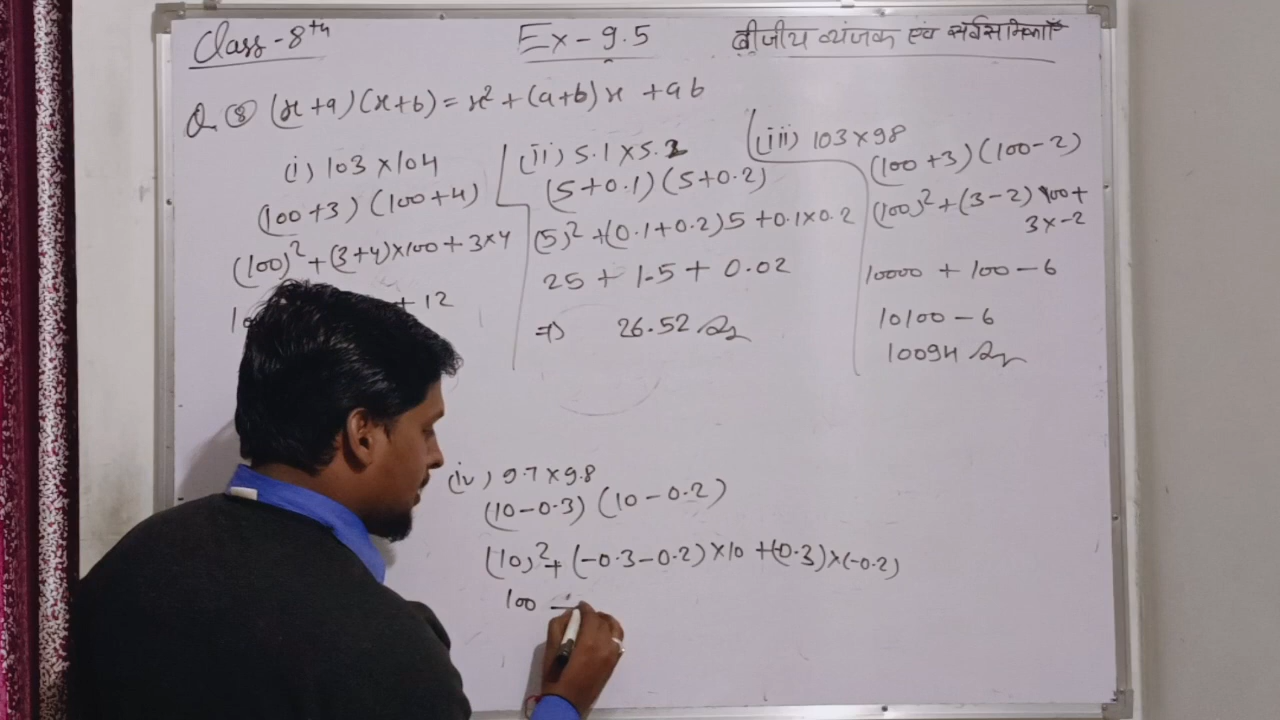 Class-8th
Ex-9.5
बीजीय व्यंजक एवं सर्वसमिकाएँ
Q. ⑧ (x+a)(x+b) = x² + (a+b)x + ab
(i) 103 × 104
(100+3) (100+4)
(100)² + (3+4)×100 + 3×4
10
+ 12
(ii) 5.1 × 5.2
(5+0.1) (5+0.2)
(5)² + (0.1+0.2)5 + 0.1×0.2
25 + 1.5 + 0.02
⇒ 26.52 Ans
(iii) 103 × 98
(100+3) (100-2)
(100)² + (3-2) 100 +
3×-2
10000 + 100 - 6
10100 - 6
10094 Ans
(iv) 9.7 × 9.8
(10-0.3) (10-0.2)
(10)² + (-0.3-0.2)×10 + (-0.3)×(-0.2)
100 -